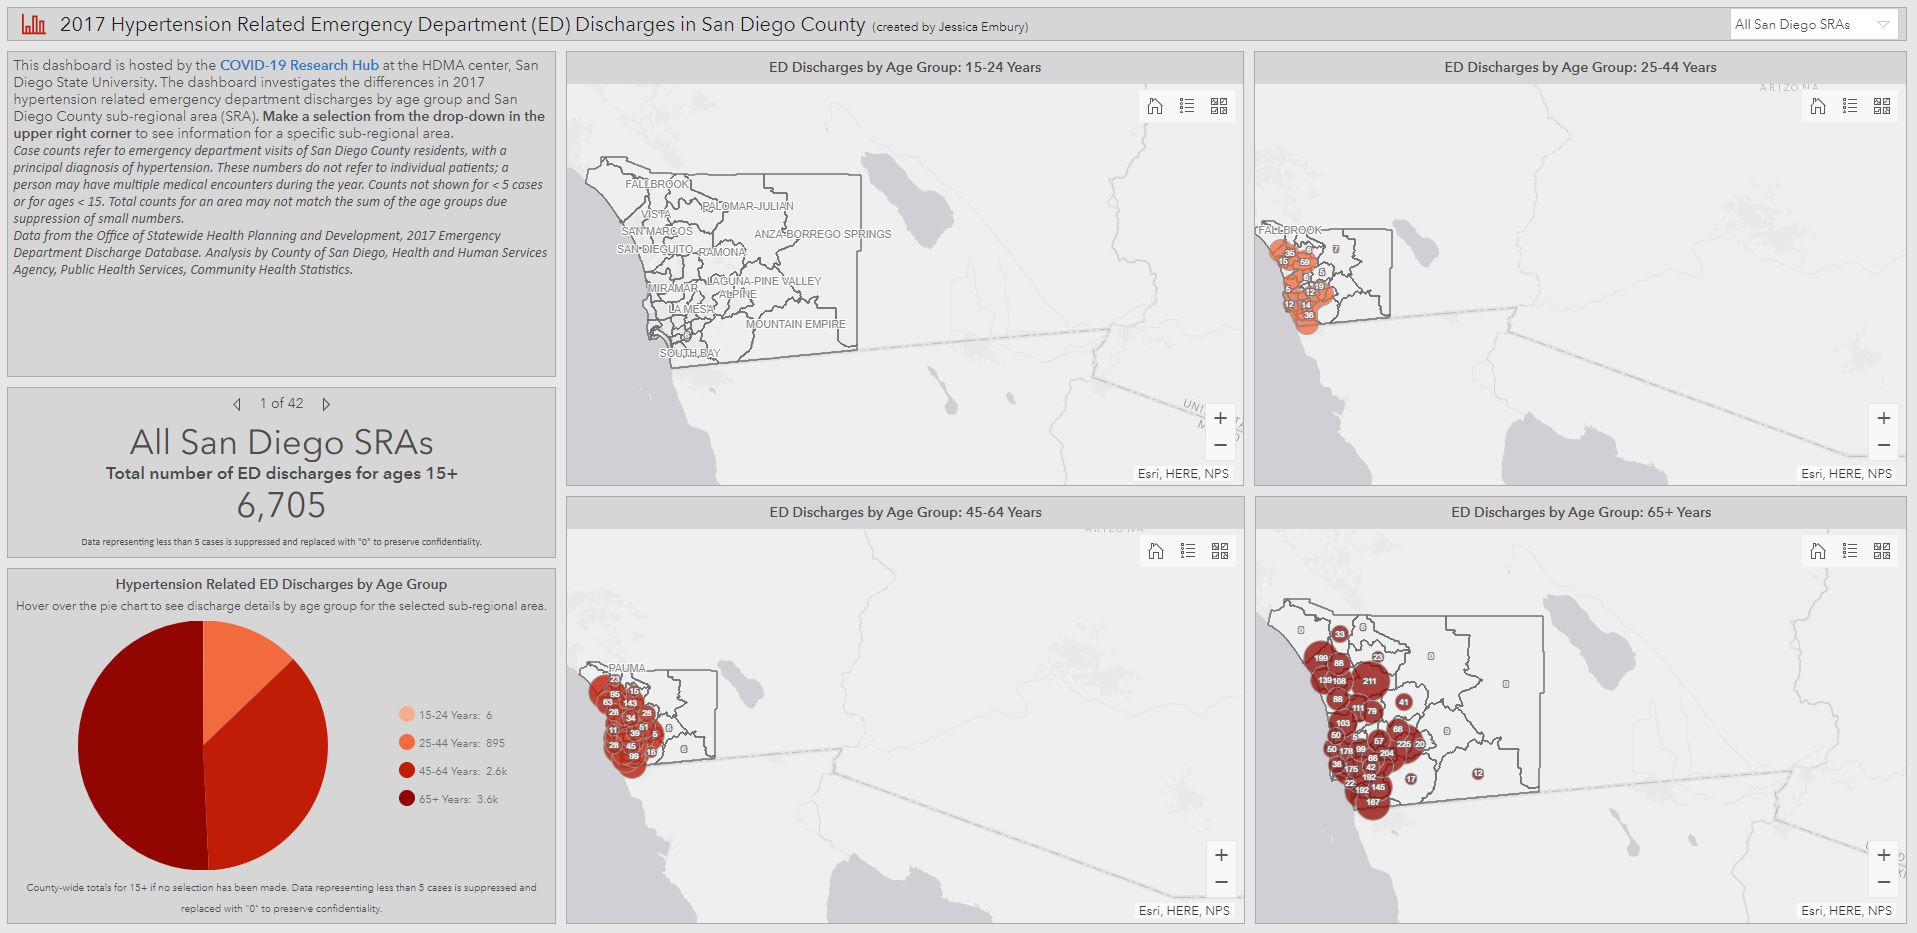 2017 Hypertension Related Emergency Department (ED) Discharges in San Diego County (created by Jessica Embury)
All San Diego SRAs
This dashboard is hosted by the COVID-19 Research Hub at the HDMA center, San
Diego State University. The dashboard investigates the differences in 2017
hypertension related emergency department discharges by age group and San
Diego County sub-regional area (SRA). Make a selection from the drop-down in the
upper right corner to see information for a specific sub-regional area.
Case counts refer to emergency department visits of San Diego County residents, with a
principal diagnosis of hypertension. These numbers do not refer to individual patients; a
person may have multiple medical encounters during the year. Counts not shown for < 5 cases
or for ages < 15. Total counts for an area may not match the sum of the age groups due
suppression of small numbers.
Data from the Office of Statewide Health Planning and Development, 2017 Emergency
Department Discharge Database. Analysis by County of San Diego, Health and Human Services
Agency, Public Health Services, Community Health Statistics.
1 of 42
All San Diego SRAs
Total number of ED discharges for ages 15+
6,705
Data representing less than 5 cases is suppressed and replaced with "0" to preserve confidentiality.
Hypertension Related ED Discharges by Age Group
Hover over the pie chart to see discharge details by age group for the selected sub-regional area.
15-24 Years: 6
25-44 Years: 895
45-64 Years: 2.6k
65+ Years: 3.6k
County-wide totals for 15+ if no selection has been made. Data representing less than 5 cases is suppressed and
replaced with "0" to preserve confidentiality.
ED Discharges by Age Group: 15-24 Years
FALLBROOK
PALOMAR-JULIAN
VISTA
SAN MARCOS
ANZA-BORREGO SPRINGS
SAN DIEGUITO
RAMONA
LAGUNA-PINE VALLEY
MIRAMAR
ALPINE
LA MESA
MOUNTAIN EMPIRE
SOUTH BAY
+
−
Esri, HERE, NPS
ED Discharges by Age Group: 25-44 Years
ARIZONA
FALLBROOK
7
35
15
59
6
19
12
5
12
14
36
+
−
Esri, HERE, NPS
ED Discharges by Age Group: 45-64 Years
ARIZONA
PAUMA
23
95
15
63
143
28
28
34
51
11
39
5
28
45
16
99
+
−
Esri, HERE, NPS
ED Discharges by Age Group: 65+ Years
33
199
88
23
139
108
211
88
41
111
79
103
66
50
5
57
225
20
50
178
99
204
66
36
175
42
192
17
12
22
192
145
167
+
−
Esri, HERE, NPS